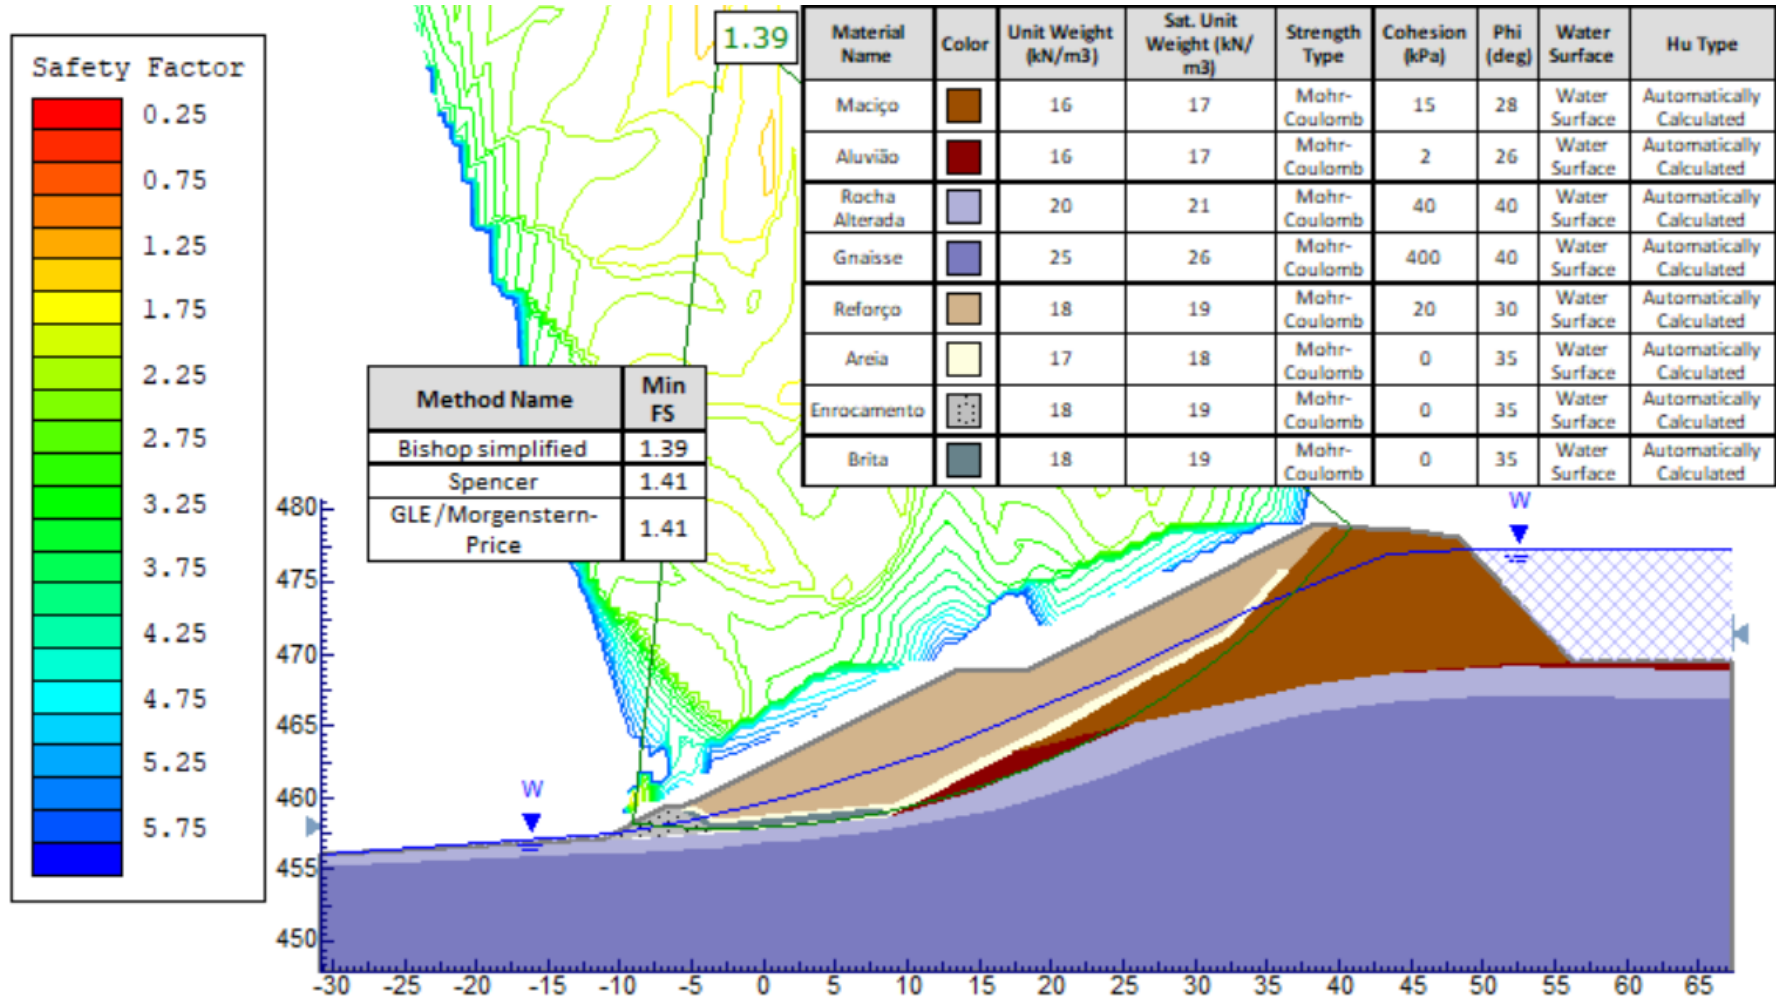 Safety Factor
0.25
0.75
1.25
1.75
2.25
2.75
3.25
3.75
4.25
4.75
5.25
5.75
1.39
Material Name Color Unit Weight (kN/m3) Sat. Unit Weight (kN/m3) Strength Type Cohesion (kPa) Phi (deg) Water Surface Hu Type
Maciço 16 17 Mohr-Coulomb 15 28 Water Surface Automatically Calculated
Aluvião 16 17 Mohr-Coulomb 2 26 Water Surface Automatically Calculated
Rocha Alterada 20 21 Mohr-Coulomb 40 40 Water Surface Automatically Calculated
Gnaisse 25 26 Mohr-Coulomb 400 40 Water Surface Automatically Calculated
Reforço 18 19 Mohr-Coulomb 20 30 Water Surface Automatically Calculated
Areia 17 18 Mohr-Coulomb 0 35 Water Surface Automatically Calculated
Enrocamento 18 19 Mohr-Coulomb 0 35 Water Surface Automatically Calculated
Brita 18 19 Mohr-Coulomb 0 35 Water Surface Automatically Calculated
Method Name Min FS
Bishop simplified 1.39
Spencer 1.41
GLE/Morgenstern-Price 1.41
W
W
480
475
470
465
460
455
450
-30 -25 -20 -15 -10 -5 0 5 10 15 20 25 30 35 40 45 50 55 60 65